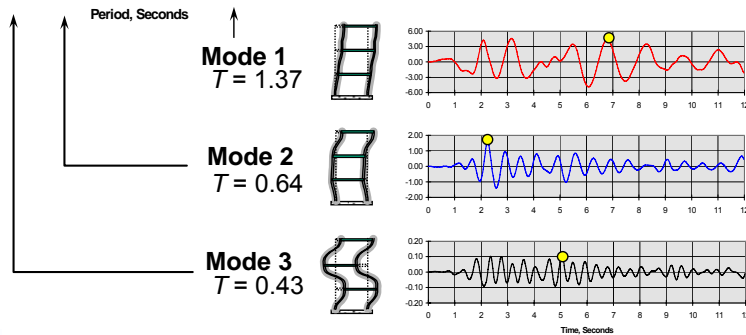 Period, Seconds
Mode 1
T = 1.37
6.00
3.00
0.00
-3.00
-6.00
0 1 2 3 4 5 6 7 8 9 10 11 12
Mode 2
T = 0.64
2.00
1.00
0.00
-1.00
-2.00
0 1 2 3 4 5 6 7 8 9 10 11 12
Mode 3
T = 0.43
0.20
0.10
0.00
-0.10
-0.20
0 1 2 3 4 5 6 7 8 9 10 11 12
Time, Seconds